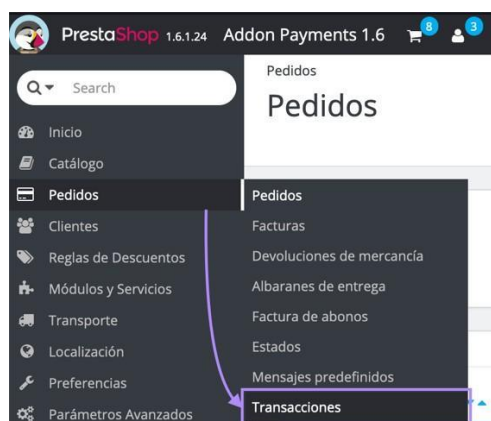 PrestaShop 1.6.1.24 Addon Payments 1.6 8 3
Search
Pedidos
Pedidos
Inicio
Catálogo
Pedidos
Clientes
Reglas de Descuentos
Módulos y Servicios
Transporte
Localización
Preferencias
Parámetros Avanzados
Pedidos
Facturas
Devoluciones de mercancía
Albaranes de entrega
Factura de abonos
Estados
Mensajes predefinidos
Transacciones